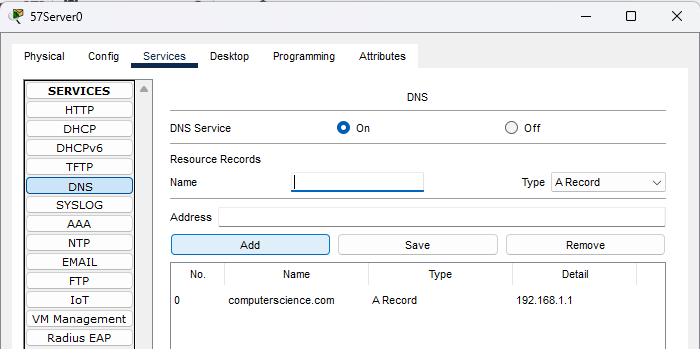 57Server0
Physical Config Services Desktop Programming Attributes
SERVICES
HTTP
DHCP
DHCPv6
TFTP
DNS
SYSLOG
AAA
NTP
EMAIL
FTP
IoT
VM Management
Radius EAP
DNS
DNS Service On Off
Resource Records
Name Type A Record
Address
Add Save Remove
No. Name Type Detail
0 computerscience.com A Record 192.168.1.1